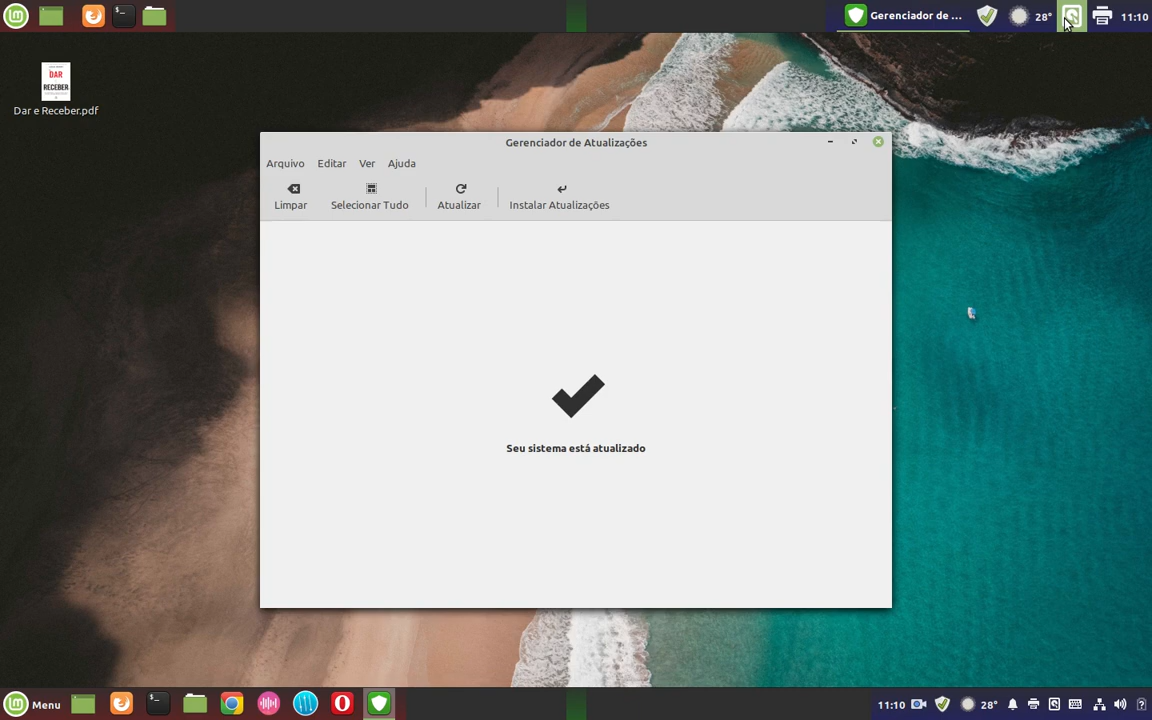 Gerenciador de ...
28°
11:10
DAR
RECEBER
Dar e Receber.pdf
Gerenciador de Atualizações
Arquivo Editar Ver Ajuda
Limpar Selecionar Tudo Atualizar Instalar Atualizações
Seu sistema está atualizado
Menu
11:10
28°